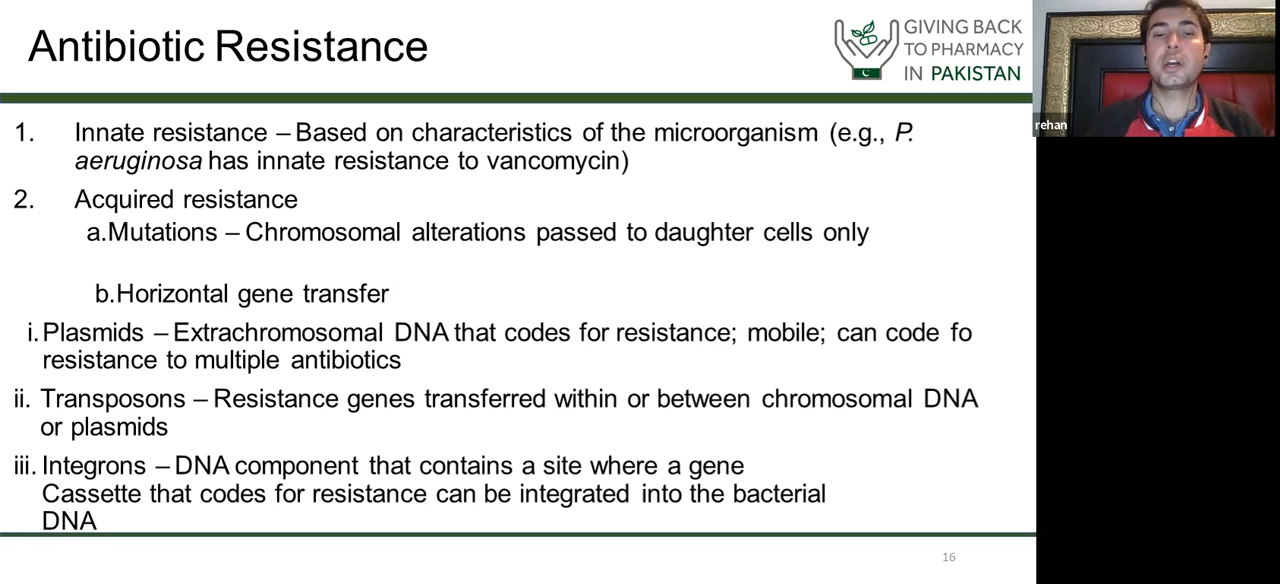 Antibiotic Resistance
GIVING BACK
TO PHARMACY
IN PAKISTAN
rehan
1. Innate resistance – Based on characteristics of the microorganism (e.g., P.
aeruginosa has innate resistance to vancomycin)
2. Acquired resistance
a.Mutations – Chromosomal alterations passed to daughter cells only
b.Horizontal gene transfer
i. Plasmids – Extrachromosomal DNA that codes for resistance; mobile; can code fo
resistance to multiple antibiotics
ii. Transposons – Resistance genes transferred within or between chromosomal DNA
or plasmids
iii. Integrons – DNA component that contains a site where a gene
Cassette that codes for resistance can be integrated into the bacterial
DNA
16